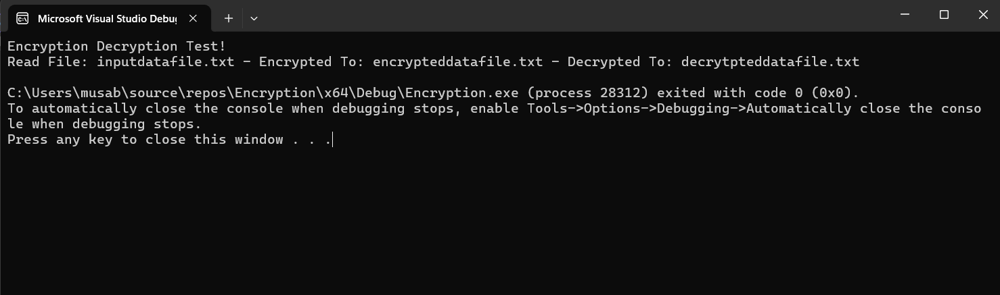 Microsoft Visual Studio Debug
Encryption Decryption Test!
Read File: inputdatafile.txt - Encrypted To: encrypteddatafile.txt - Decrypted To: decrytpteddatafile.txt
C:\Users\musab\source\repos\Encryption\x64\Debug\Encryption.exe (process 28312) exited with code 0 (0x0).
To automatically close the console when debugging stops, enable Tools->Options->Debugging->Automatically close the conso
le when debugging stops.
Press any key to close this window . . .